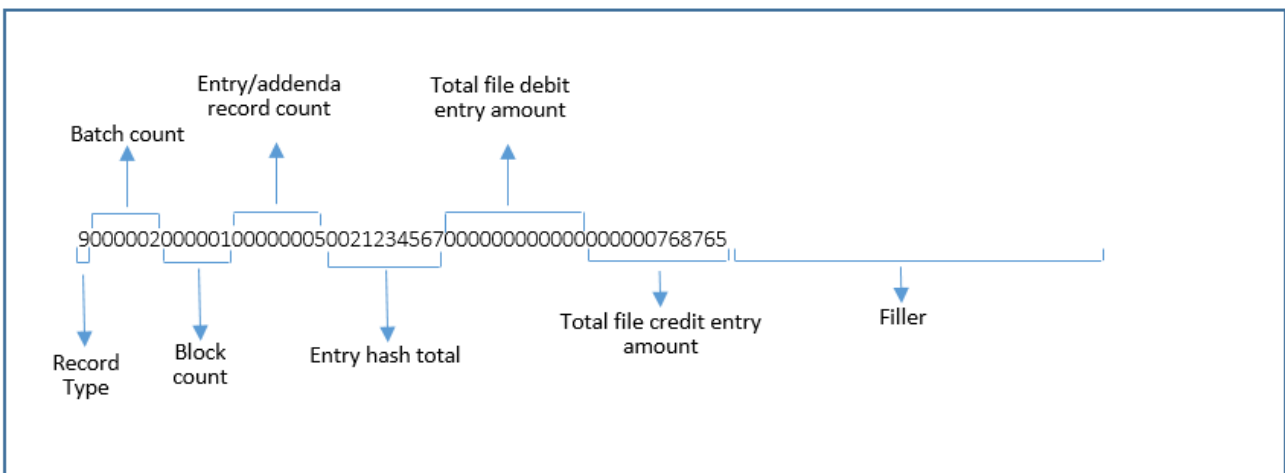 Entry/addenda
record count
Total file debit
entry amount
Batch count
9000002000001000000050021234567000000000000000000768765
Record
Type
Block
count
Entry hash total
Total file credit entry
amount
Filler